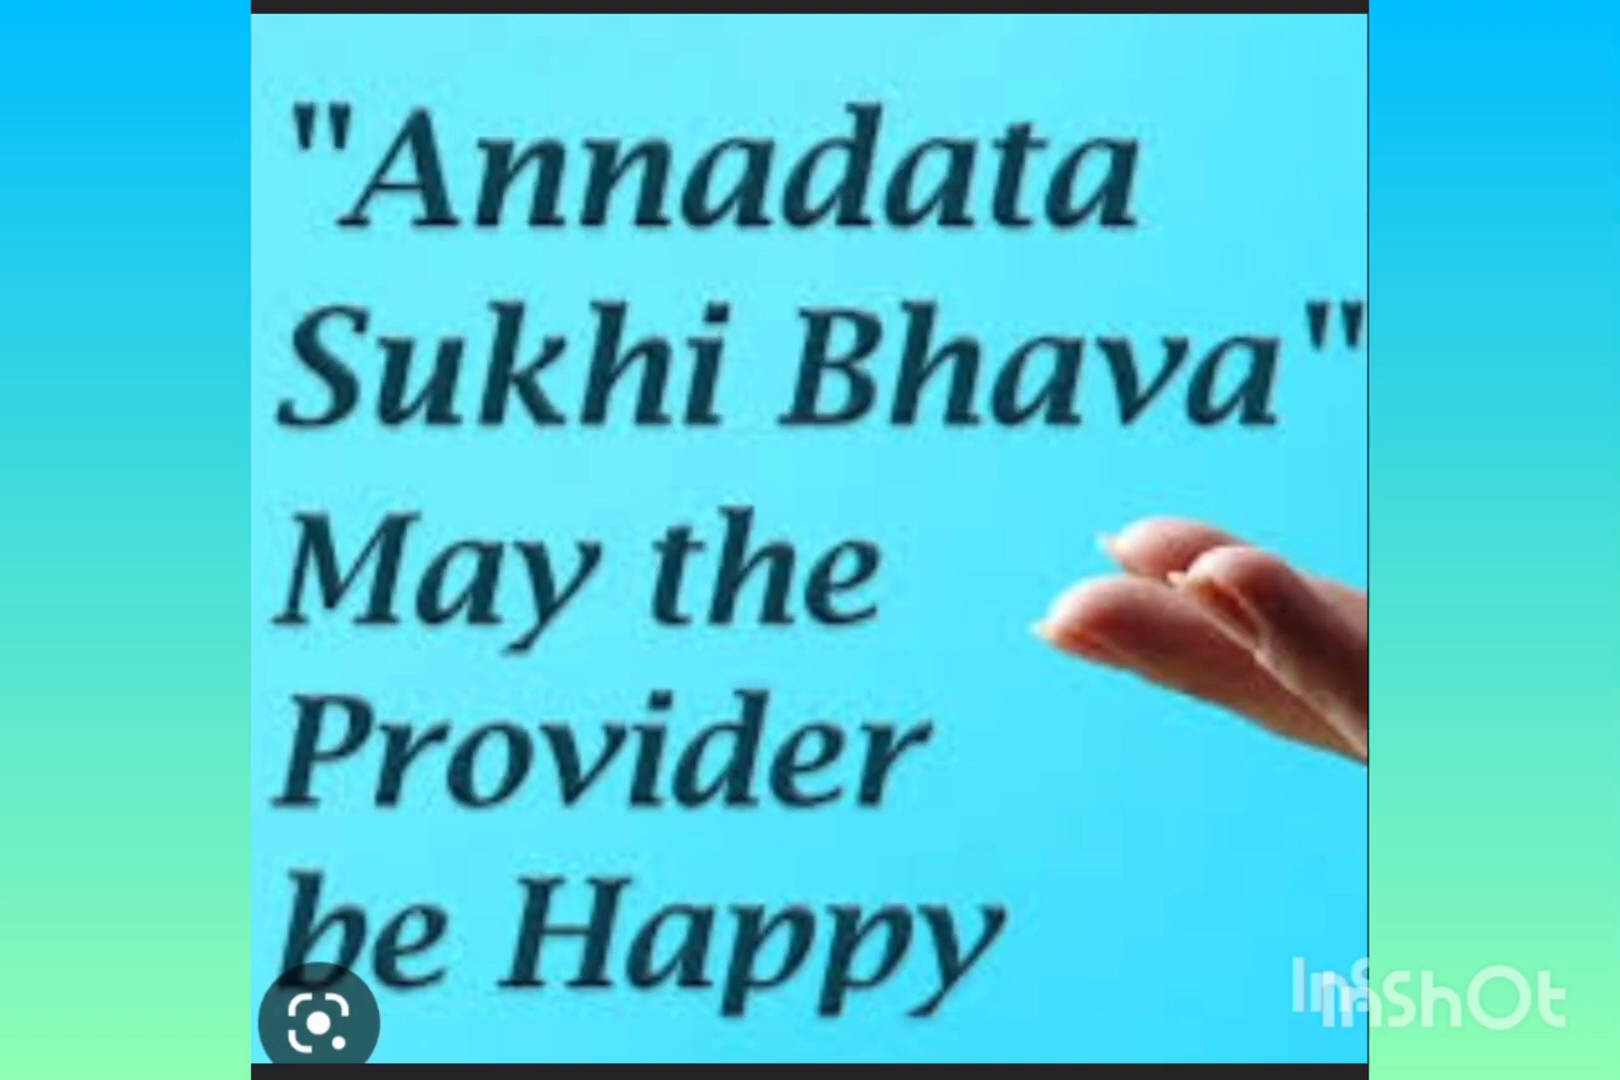 "Annadata
Sukhi Bhava"
May the
Provider
be Happy
InShOt